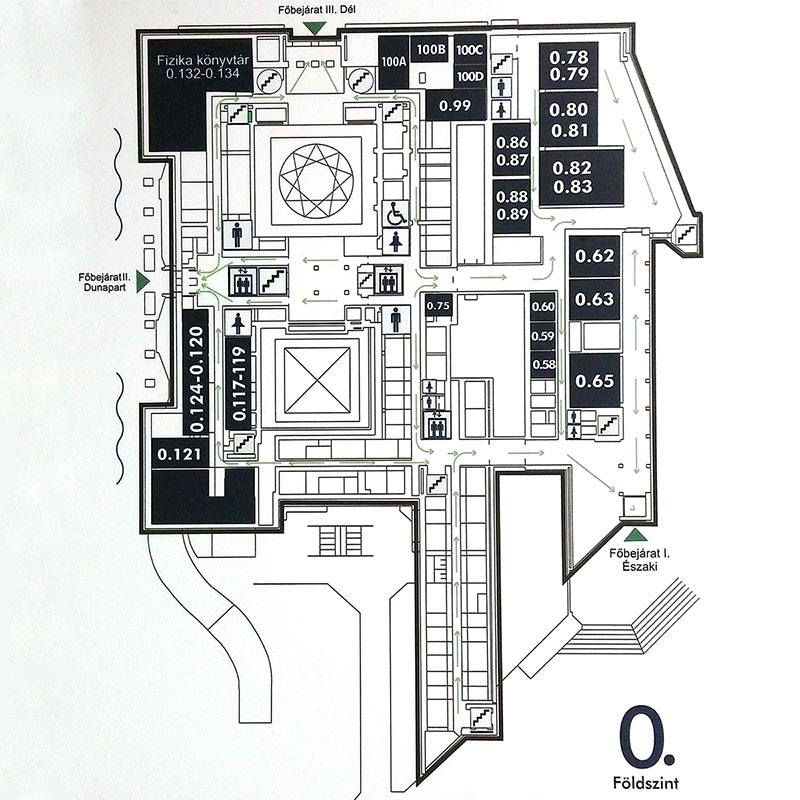 Főbejárat III. Dél
Fizika könyvtár
0.132-0.134
100A
100B
100C
100D
0.99
0.78
0.79
0.80
0.81
0.86
0.87
0.82
0.83
0.88
0.89
Főbejárat II.
Dunapart
0.62
0.63
0.75
0.60
0.59
0.58
0.65
0.124-0.120
0.117-119
0.121
Főbejárat I.
Északi
0.
Földszint